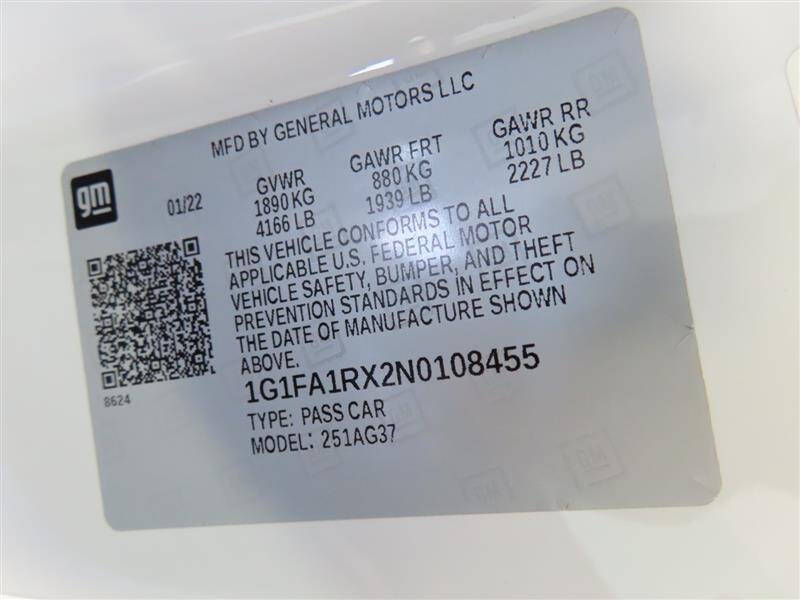 MFD BY GENERAL MOTORS LLC
gm
01/22
GVWR
1890 KG
4166 LB
GAWR FRT
880 KG
1939 LB
GAWR RR
1010 KG
2227 LB
THIS VEHICLE CONFORMS TO ALL
APPLICABLE U.S. FEDERAL MOTOR
VEHICLE SAFETY, BUMPER, AND THEFT
PREVENTION STANDARDS IN EFFECT ON
THE DATE OF MANUFACTURE SHOWN
ABOVE.
8624
1G1FA1RX2N0108455
TYPE: PASS CAR
MODEL: 251AG37